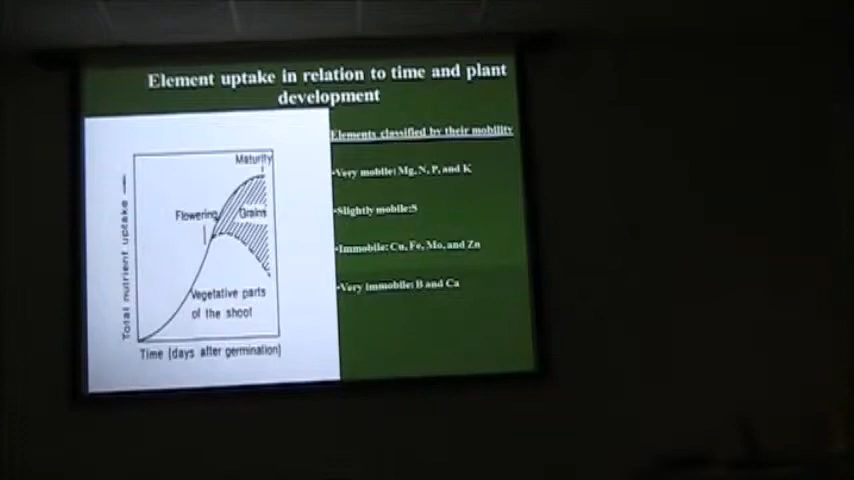 Element uptake in relation to time and plant
development
Elements classified by their mobility
•Very mobile: Mg, N, P, and K
•Slightly mobile:S
•Immobile: Cu, Fe, Mo, and Zn
•Very immobile: B and Ca
Total nutrient uptake
Maturity
Flowering
Grains
Vegetative parts
of the shoot
Time (days after germination)